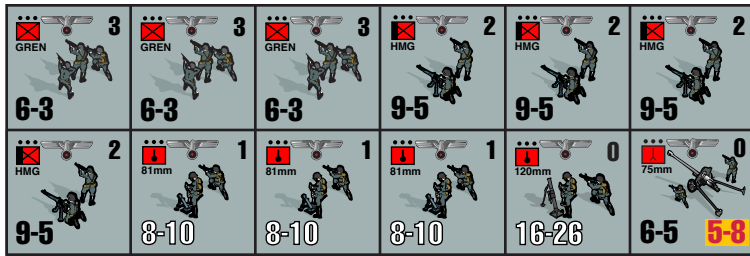 3 3 3 2 2 2
GREN GREN GREN HMG HMG HMG
6-3 6-3 6-3 9-5 9-5 9-5
2 1 1 1 0 0
HMG 81mm 81mm 81mm 120mm 75mm
9-5 8-10 8-10 8-10 16-26 6-5 5-8